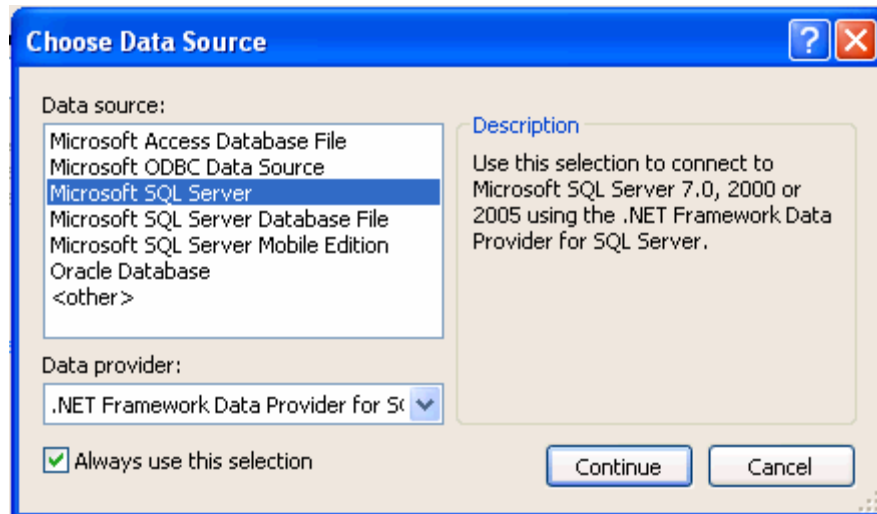 Choose Data Source
Data source:
Microsoft Access Database File
Microsoft ODBC Data Source
Microsoft SQL Server
Microsoft SQL Server Database File
Microsoft SQL Server Mobile Edition
Oracle Database
<other>
Data provider:
.NET Framework Data Provider for S
Always use this selection
Description
Use this selection to connect to
Microsoft SQL Server 7.0, 2000 or
2005 using the .NET Framework Data
Provider for SQL Server.
Continue
Cancel